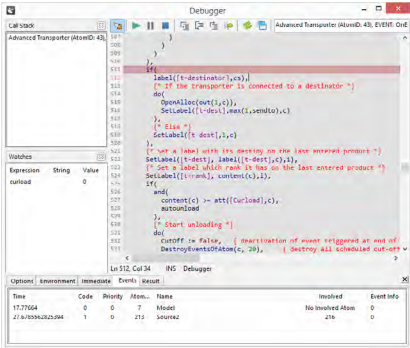 Debugger
Call Stack
Advanced Transporter (AtomID: 43), EVENT: OnE
Advanced Transporter (AtomID: 43),
507 )
)
)
)
),
if(
512 label([t-destinator],cs),
{* If the transporter is connected to a destinator *}
do(
OpenAlloc(out(1,c)),
SetLabel([t-dest],max(1,sendto),c)
),
{* Else *}
SetLabel([t-dest],1,c)
),
{* Set a label with its destiny on the last entered product *}
SetLabel([t-dest], label([t-dest],c),i),
{* Set a label which rank it has on the last entered product *}
SetLabel([t-rank], content(c),i),
if(
and(
content(c) >= att([Curload],c),
autounload
),
{* Start unloading *}
do(
CutOff := False, { deactivation of event triggered at end of
DestroyEventsOfAtom(c, 20), { destroy all scheduled cut-off
Watches
Expression String Value
curload 0
Ln 512, Col 34 INS Debugger
Options Environment Immediate Events Result
Time Code Priority Atom... Name Involved Event Info
17.77664 0 0 7 Model No Involved Atom 0
27.6785562825394 1 0 213 Source2 216 0